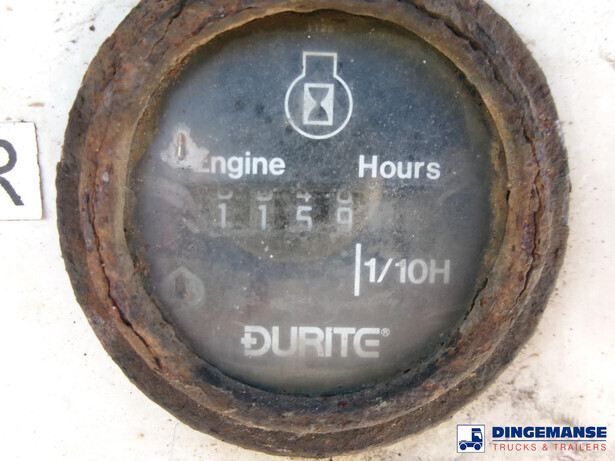 Engine Hours
1159
1/10H
DURITE®
R
DINGEMANSE
TRUCKS & TRAILERS